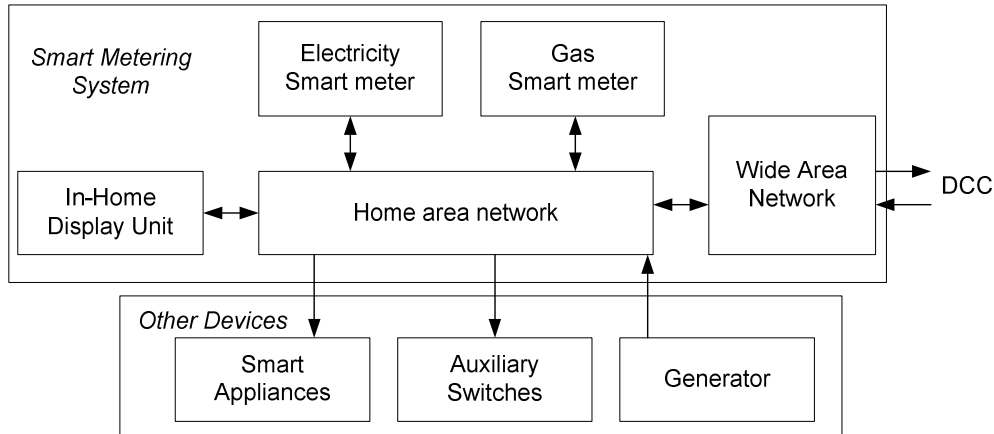 Smart Metering
System
Electricity
Smart meter
Gas
Smart meter
In-Home
Display Unit
Home area network
Wide Area
Network
DCC
Other Devices
Smart
Appliances
Auxiliary
Switches
Generator